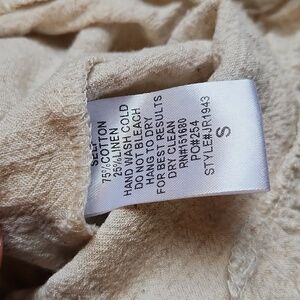 SELF
75%COTTON
25%LINEN
HAND WASH COLD
DO NOT BLEACH
HANG TO DRY
FOR BEST RESULTS
DRY CLEAN
RN#151680
PO#254
STYLE#JR1943
S